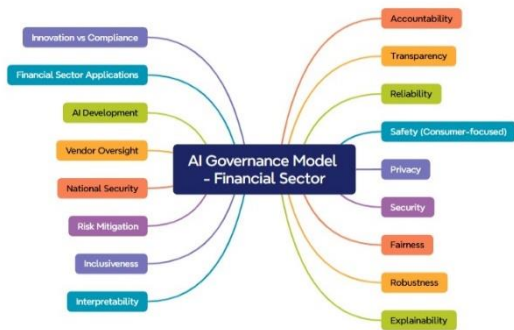 Innovation vs Compliance
Financial Sector Applications
AI Development
Vendor Oversight
National Security
Risk Mitigation
Inclusiveness
Interpretability
AI Governance Model
- Financial Sector
Accountability
Transparency
Reliability
Safety (Consumer-focused)
Privacy
Security
Fairness
Robustness
Explainability